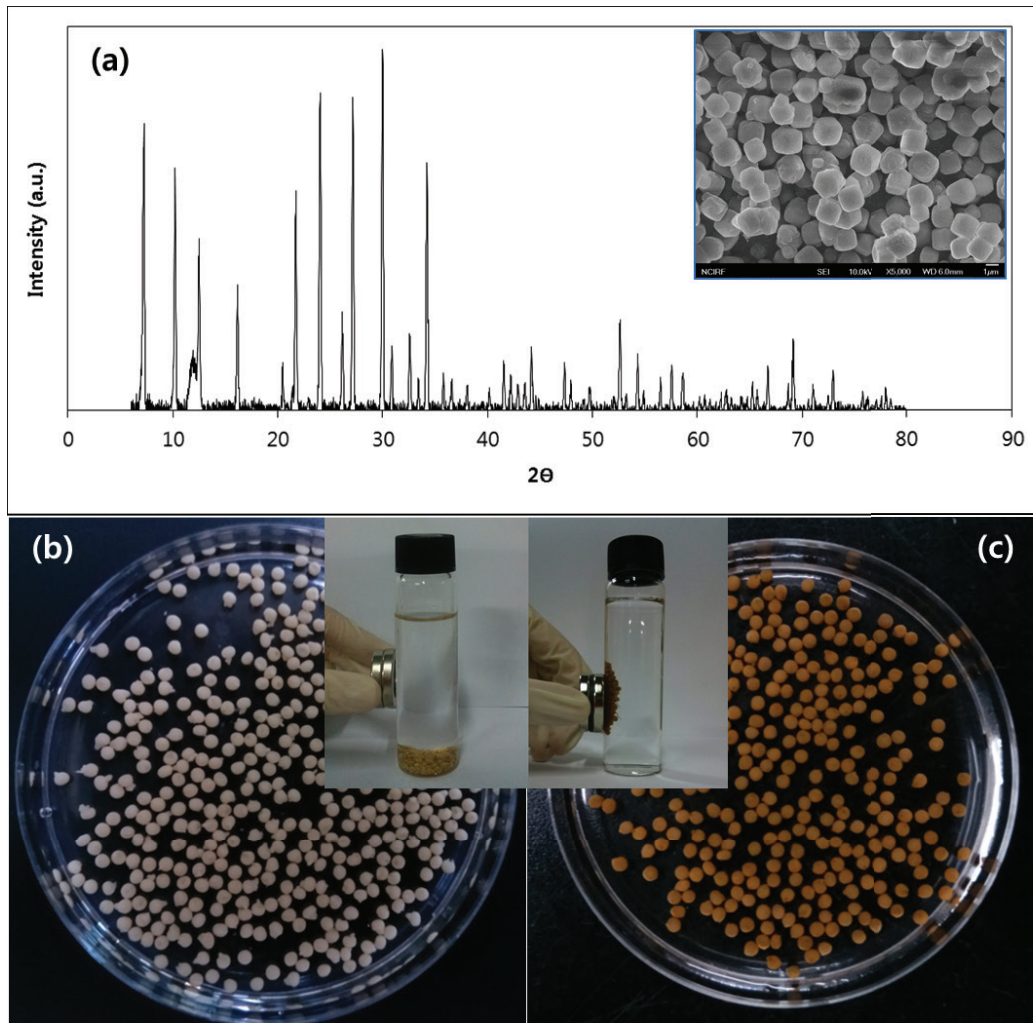 (a)
Intensity (a.u.)
NCIRF SEI 10.0kV X5,000 WD 6.0mm 1μm
0 10 20 30 40 50 60 70 80 90
2Θ
(b)
(c)